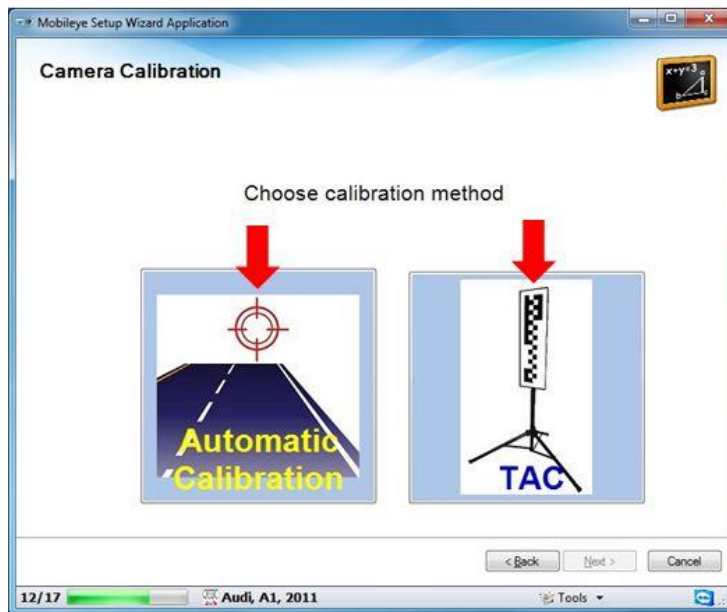 Mobileye Setup Wizard Application
Camera Calibration
x+y=3
Choose calibration method
Automatic
Calibration
TAC
< Back
Next >
Cancel
12/17
Audi, A1, 2011
Tools